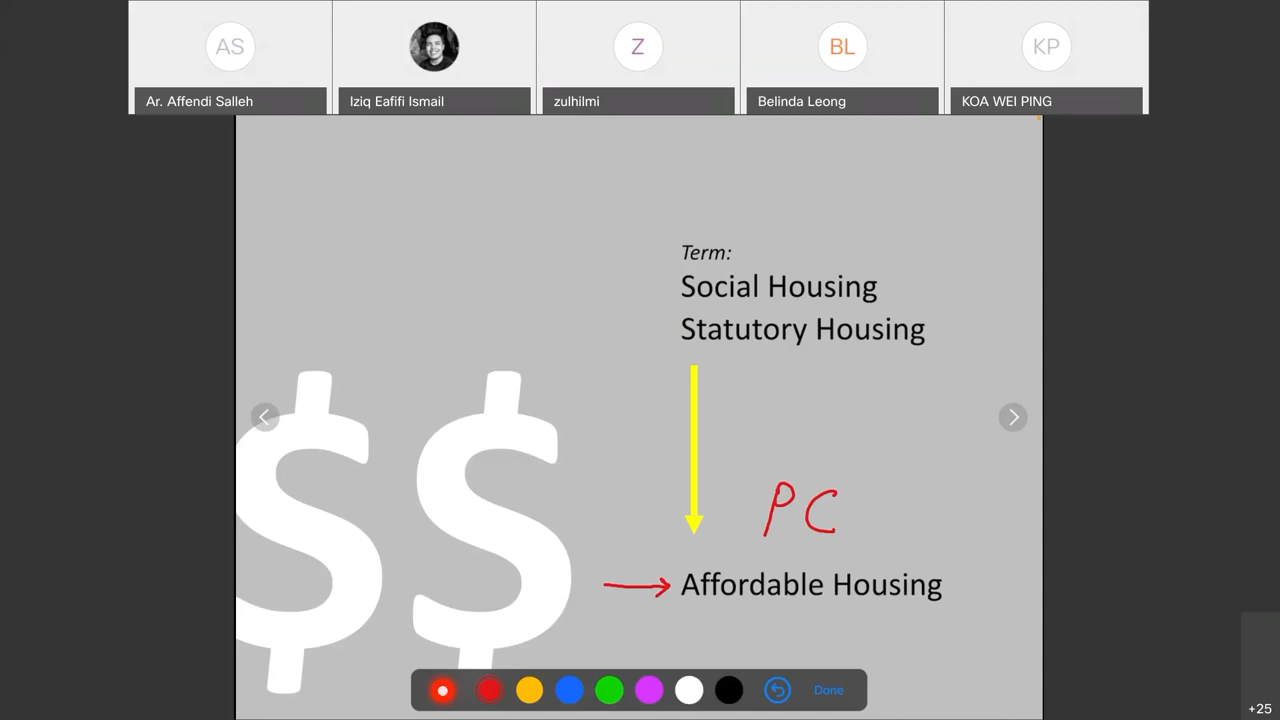 AS
Z
BL
KP
Ar. Affendi Salleh
Iziq Eafifi Ismail
zulhilmi
Belinda Leong
KOA WEI PING
Term:
Social Housing
Statutory Housing
$$
PC
Affordable Housing
Done
+25